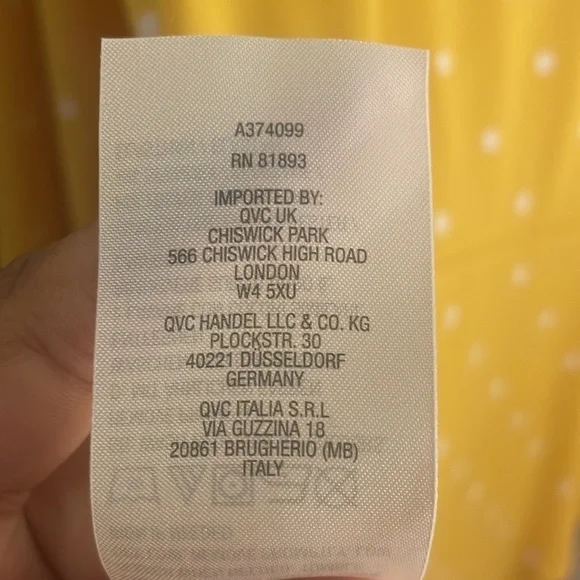 A374099
RN 81893
IMPORTED BY:
QVC UK
CHISWICK PARK
566 CHISWICK HIGH ROAD
LONDON
W4 5XU
QVC HANDEL LLC & CO. KG
PLOCKSTR. 30
40221 DÜSSELDORF
GERMANY
QVC ITALIA S.R.L
VIA GUZZINA 18
20861 BRUGHERIO (MB)
ITALY